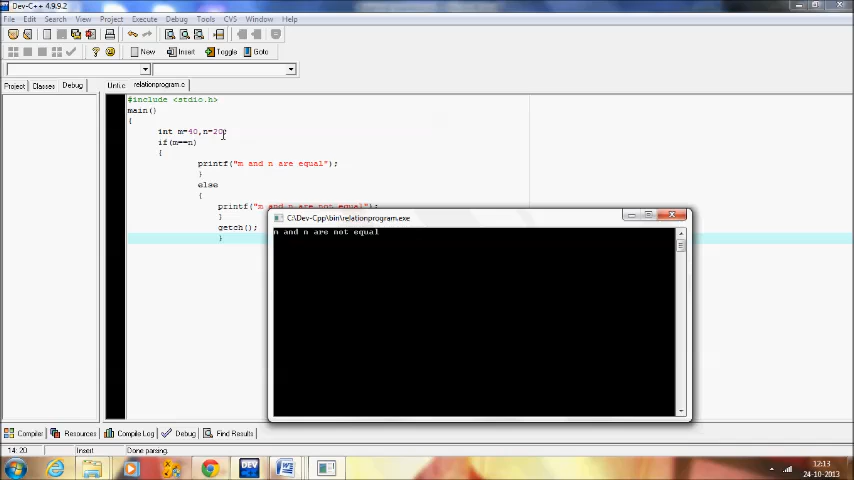 Dev-C++ 4.9.9.2
File Edit Search View Project Execute Debug Tools CVS Window Help
New Insert Toggle Goto
Project Classes Debug Unti.c relationprogram.c
#include <stdio.h>
main()
{
int m=40,n=20;
if(m==n)
{
printf("m and n are equal");
}
else
{
printf("m and n are not equal");
}
getch();
}
C:\Dev-Cpp\bin\relationprogram.exe
m and n are not equal
Compiler Resources Compile Log Debug Find Results
14: 20 Insert Done parsing.
12:13
24-10-2013